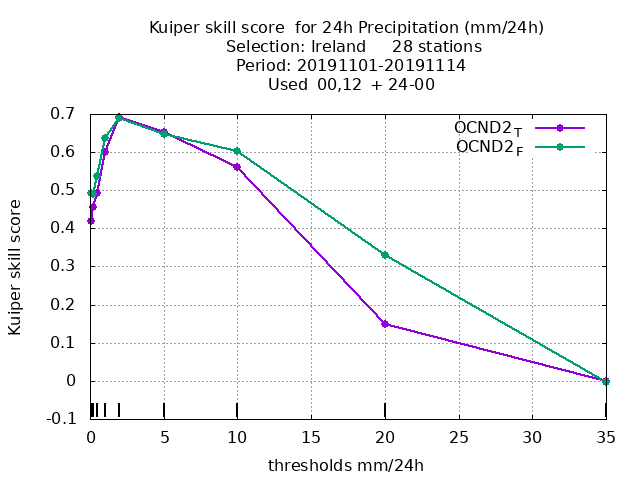 Kuiper skill score  for 24h Precipitation (mm/24h)
Selection: Ireland     28 stations
Period: 20191101-20191114
Used  00,12  + 24-00
OCND2T
OCND2F
Kuiper skill score
0.7
0.6
0.5
0.4
0.3
0.2
0.1
0
-0.1
0 5 10 15 20 25 30 35
thresholds mm/24h